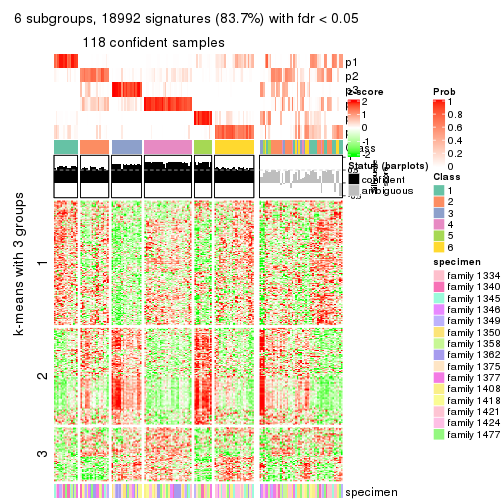 6 subgroups, 18992 signatures (83.7%) with fdr < 0.05
118 confident samples
p1
p2
p3
z-score
2
1
0
-1
-2
Prob
1
0.8
0.6
0.4
0.2
0
Class
Status (barplots)
confident
ambiguous
Class
1
2
3
4
5
6
k-means with 3 groups
1
2
3
specimen
family 1334
family 1340
family 1345
family 1346
family 1349
family 1350
family 1358
family 1362
family 1375
family 1377
family 1408
family 1418
family 1421
family 1424
family 1477
specimen